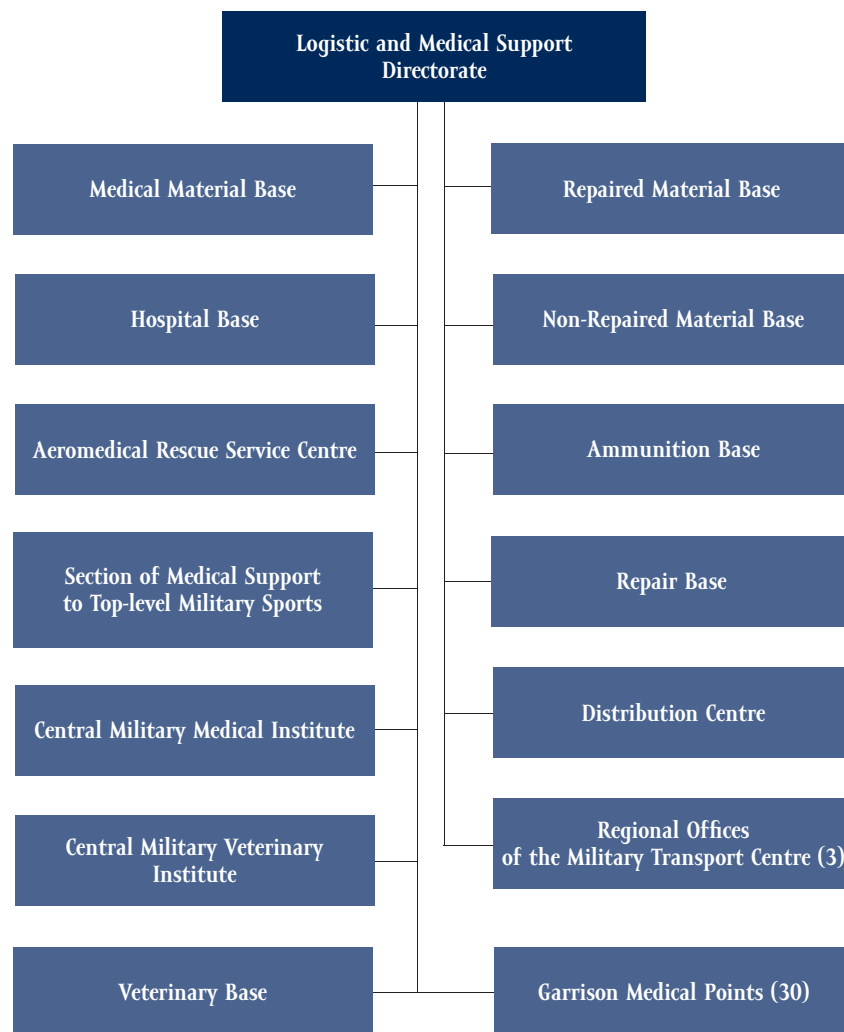 Logistic and Medical Support
Directorate
Medical Material Base
Repaired Material Base
Hospital Base
Non-Repaired Material Base
Aeromedical Rescue Service Centre
Ammunition Base
Section of Medical Support
to Top-level Military Sports
Repair Base
Central Military Medical Institute
Distribution Centre
Central Military Veterinary
Institute
Regional Offices
of the Military Transport Centre (3)
Veterinary Base
Garrison Medical Points (30)